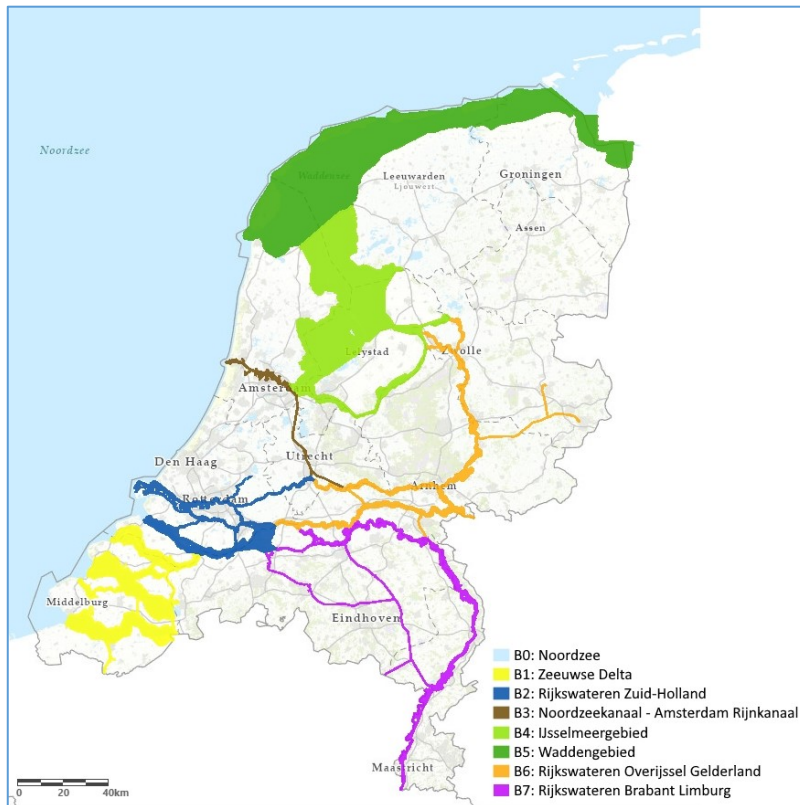 Noordzee
Waddenzee
Leeuwarden
Ljouwert
Groningen
Assen
Lelystad
Zwolle
Amsterdam
Den Haag
Utrecht
Rotterdam
Arnhem
Middelburg
Eindhoven
Maastricht
B0: Noordzee
B1: Zeeuwse Delta
B2: Rijkswateren Zuid-Holland
B3: Noordzeekanaal - Amsterdam Rijnkanaal
B4: IJsselmeergebied
B5: Waddengebied
B6: Rijkswateren Overijssel Gelderland
B7: Rijkswateren Brabant Limburg
0 20 40km